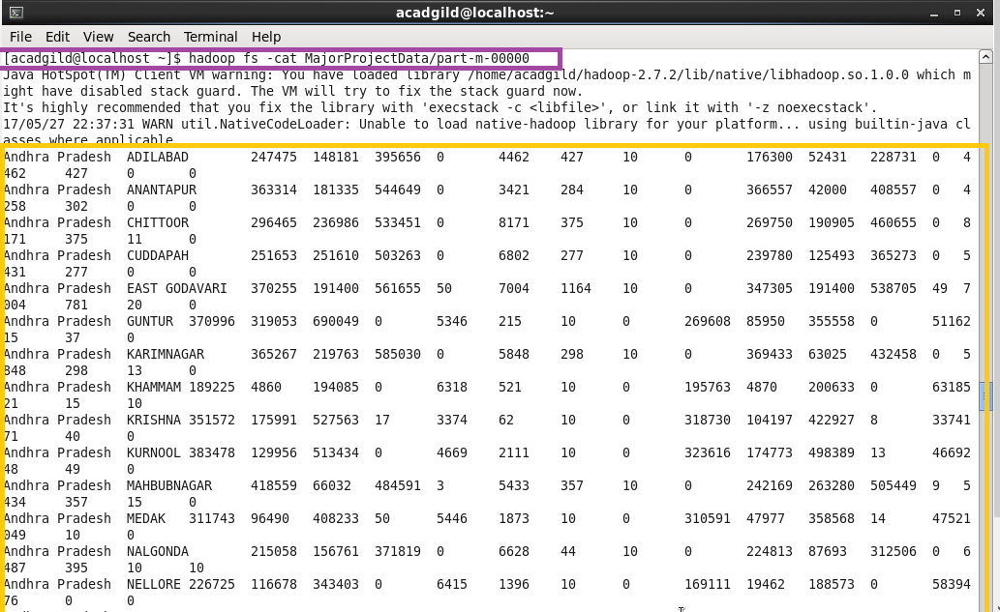 acadgild@localhost:~
File Edit View Search Terminal Help
[acadgild@localhost ~]$ hadoop fs -cat MajorProjectData/part-m-00000
Java HotSpot(TM) Client VM warning: You have loaded library /home/acadgild/hadoop-2.7.2/lib/native/libhadoop.so.1.0.0 which m
ight have disabled stack guard. The VM will try to fix the stack guard now.
It's highly recommended that you fix the library with 'execstack -c <libfile>', or link it with '-z noexecstack'.
17/05/27 22:37:31 WARN util.NativeCodeLoader: Unable to load native-hadoop library for your platform... using builtin-java cl
asses where applicable
Andhra Pradesh ADILABAD 247475 148181 395656 0 4462 427 10 0 176300 52431 228731 0 4
462 427 0 0
Andhra Pradesh ANANTAPUR 363314 181335 544649 0 3421 284 10 0 366557 42000 408557 0 4
258 302 0 0
Andhra Pradesh CHITTOOR 296465 236986 533451 0 8171 375 10 0 269750 190905 460655 0 8
171 375 11 0
Andhra Pradesh CUDDAPAH 251653 251610 503263 0 6802 277 10 0 239780 125493 365273 0 5
431 277 0 0
Andhra Pradesh EAST GODAVARI 370255 191400 561655 50 7004 1164 10 0 347305 191400 538705 49 7
004 781 20 0
Andhra Pradesh GUNTUR 370996 319053 690049 0 5346 215 10 0 269608 85950 355558 0 51162
15 37 0
Andhra Pradesh KARIMNAGAR 365267 219763 585030 0 5848 298 10 0 369433 63025 432458 0 5
848 298 13 0
Andhra Pradesh KHAMMAM 189225 4860 194085 0 6318 521 10 0 195763 4870 200633 0 63185
21 15 10
Andhra Pradesh KRISHNA 351572 175991 527563 17 3374 62 10 0 318730 104197 422927 8 33741
71 40 0
Andhra Pradesh KURNOOL 383478 129956 513434 0 4669 2111 10 0 323616 174773 498389 13 46692
48 49 0
Andhra Pradesh MAHBUBNAGAR 418559 66032 484591 3 5433 357 10 0 242169 263280 505449 9 5
434 357 15 0
Andhra Pradesh MEDAK 311743 96490 408233 50 5446 1873 10 0 310591 47977 358568 14 47521
049 10 0
Andhra Pradesh NALGONDA 215058 156761 371819 0 6628 44 10 0 224813 87693 312506 0 6
487 395 10 10
Andhra Pradesh NELLORE 226725 116678 343403 0 6415 1396 10 0 169111 19462 188573 0 58394
76 0 0